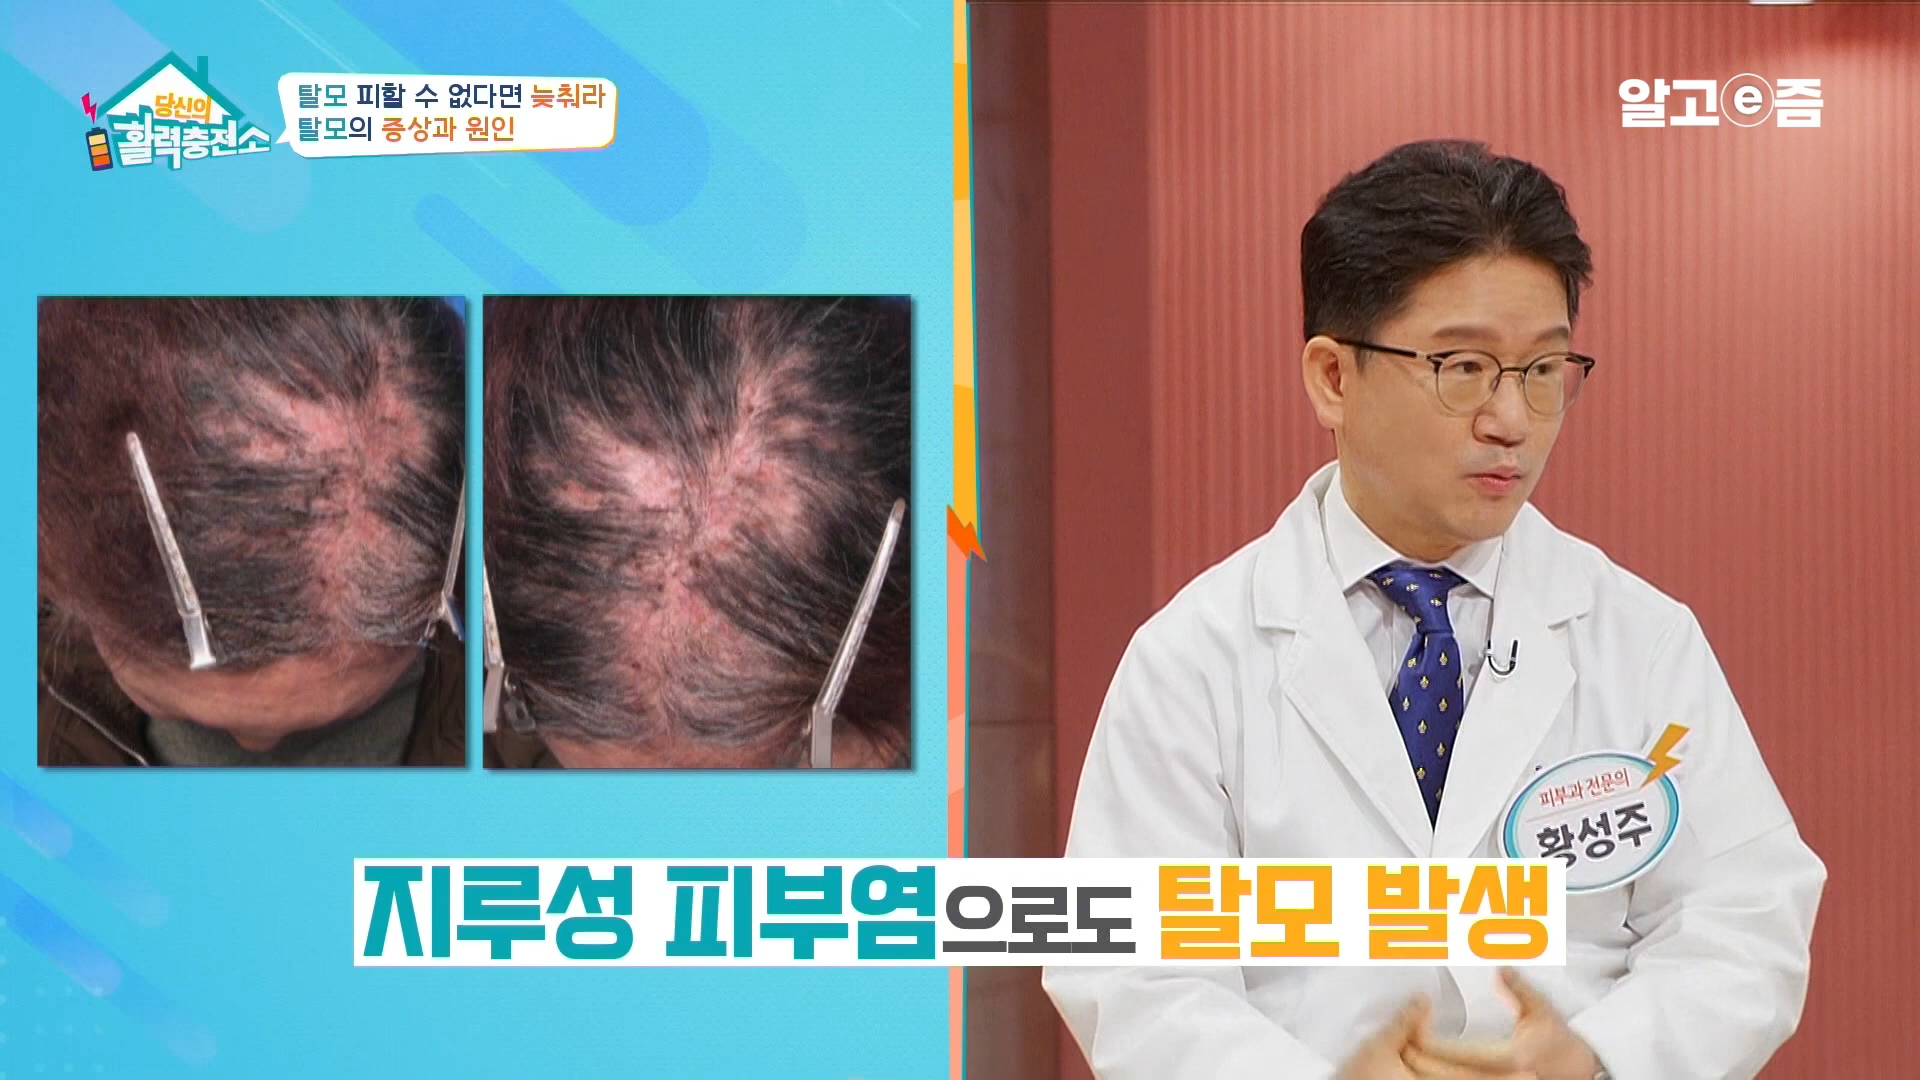 당신의
활력충전소
탈모 피할 수 없다면 늦춰라
탈모의 증상과 원인
알고e즘
피부과 전문의
황성주
지루성 피부염으로도 탈모 발생